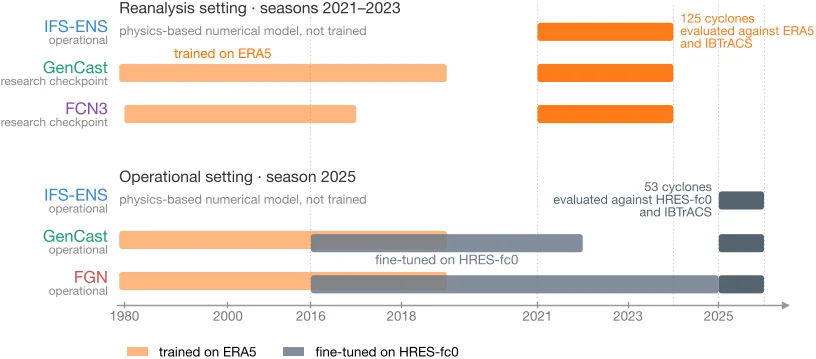 Reanalysis setting · seasons 2021–2023
IFS-ENS
operational
physics-based numerical model, not trained
125 cyclones
evaluated against ERA5
and IBTrACS
trained on ERA5
GenCast
research checkpoint
FCN3
research checkpoint
Operational setting · season 2025
IFS-ENS
operational
physics-based numerical model, not trained
53 cyclones
evaluated against HRES-fc0
and IBTrACS
GenCast
operational
fine-tuned on HRES-fc0
FGN
operational
1980 2000 2016 2018 2021 2023 2025
trained on ERA5 fine-tuned on HRES-fc0